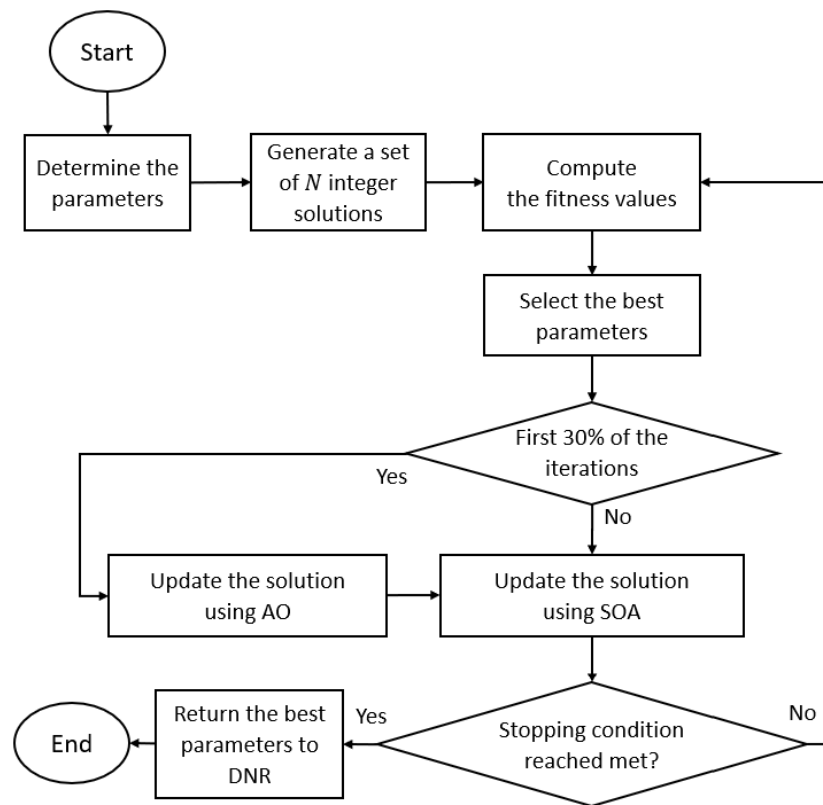 Start
Determine the
parameters
Generate a set
of N integer
solutions
Compute
the fitness values
Select the best
parameters
First 30% of the
iterations
Yes
No
Update the solution
using AO
Update the solution
using SOA
Stopping condition
reached met?
No
Yes
Return the best
parameters to
DNR
End